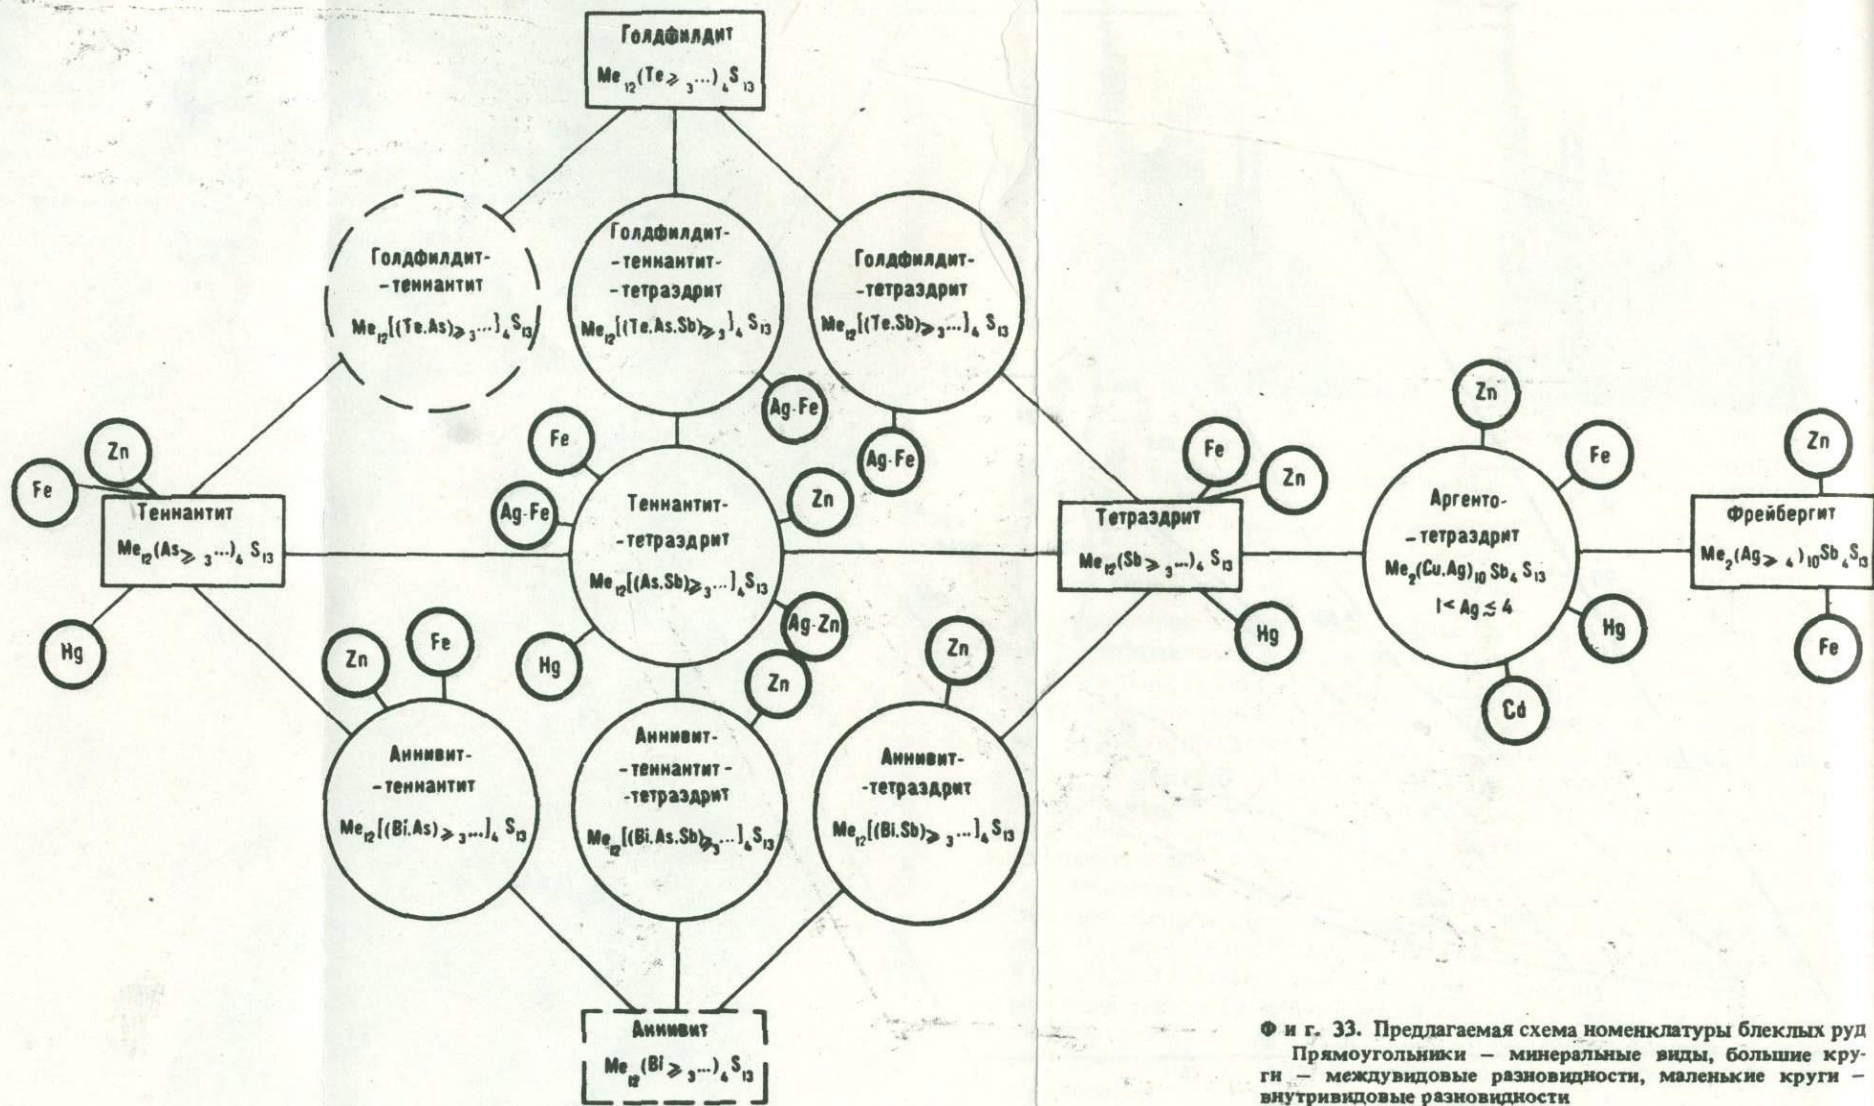 Голдфилдит
Me₁₂(Te⩾₃...)₄S₁₃
Голдфилдит-
-теннантит
Me₁₂[(Te.As)⩾₃...]₄S₁₃
Голдфилдит-
-теннантит-
-тетраэдрит
Me₁₂[(Te.As.Sb)⩾₃]₄S₁₃
Голдфилдит-
-тетраэдрит
Me₁₂[(Te.Sb)⩾₃...]₄S₁₃
Ag-Fe
Ag-Fe
Fe
Zn
Теннантит
Me₁₂(As⩾₃...)₄S₁₃
Hg
Fe
Ag-Fe
Zn
Теннантит-
-тетраэдрит
Me₁₂[(As.Sb)⩾₃...]₄S₁₃
Hg
Ag-Zn
Fe
Zn
Тетраэдрит
Me₁₂(Sb⩾₃...)₄S₁₃
Hg
Zn
Fe
Аргенто-
-тетраэдрит
Me₂(Cu.Ag)₁₀Sb₄S₁₃
1< Ag ≲ 4
Hg
Cd
Zn
Фрейбергит
Me₂(Ag⩾₄)₁₀Sb₄S₁₃
Fe
Zn
Fe
Аннивит-
-теннантит
Me₁₂[(Bi.As)⩾₃...]₄S₁₃
Zn
Аннивит-
-теннантит-
-тетраэдрит
Me₁₂[(Bi.As.Sb)⩾₃...]₄S₁₃
Zn
Аннивит-
-тетраэдрит
Me₁₂[(Bi.Sb)⩾₃...]₄S₁₃
Аннивит
Me₁₂(Bi⩾₃...)₄S₁₃
Ф и г. 33. Предлагаемая схема номенклатуры блеклых руд
Прямоугольники — минеральные виды, большие кру-
ги — междувидовые разновидности, маленькие круги —
внутривидовые разновидности